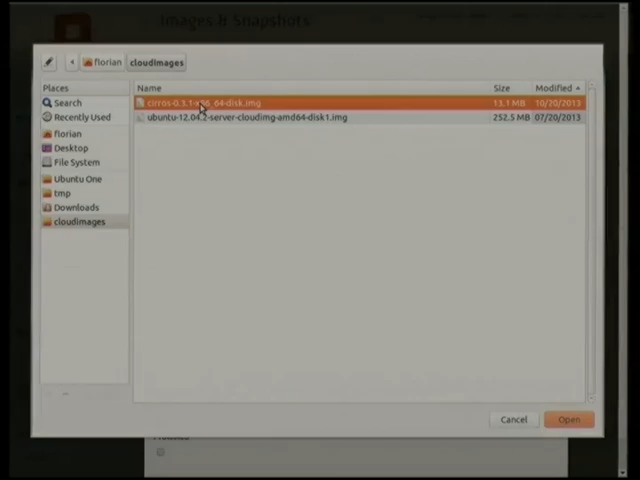 Images & Snapshots
florian cloudimages
Places Name Size Modified
Search cirros-0.3.1-x86_64-disk.img 13.1 MB 10/20/2013
Recently Used ubuntu-12.04.2-server-cloudimg-amd64-disk1.img 252.5 MB 07/20/2013
florian
Desktop
File System
Ubuntu One
tmp
Downloads
cloudimages
Cancel Open